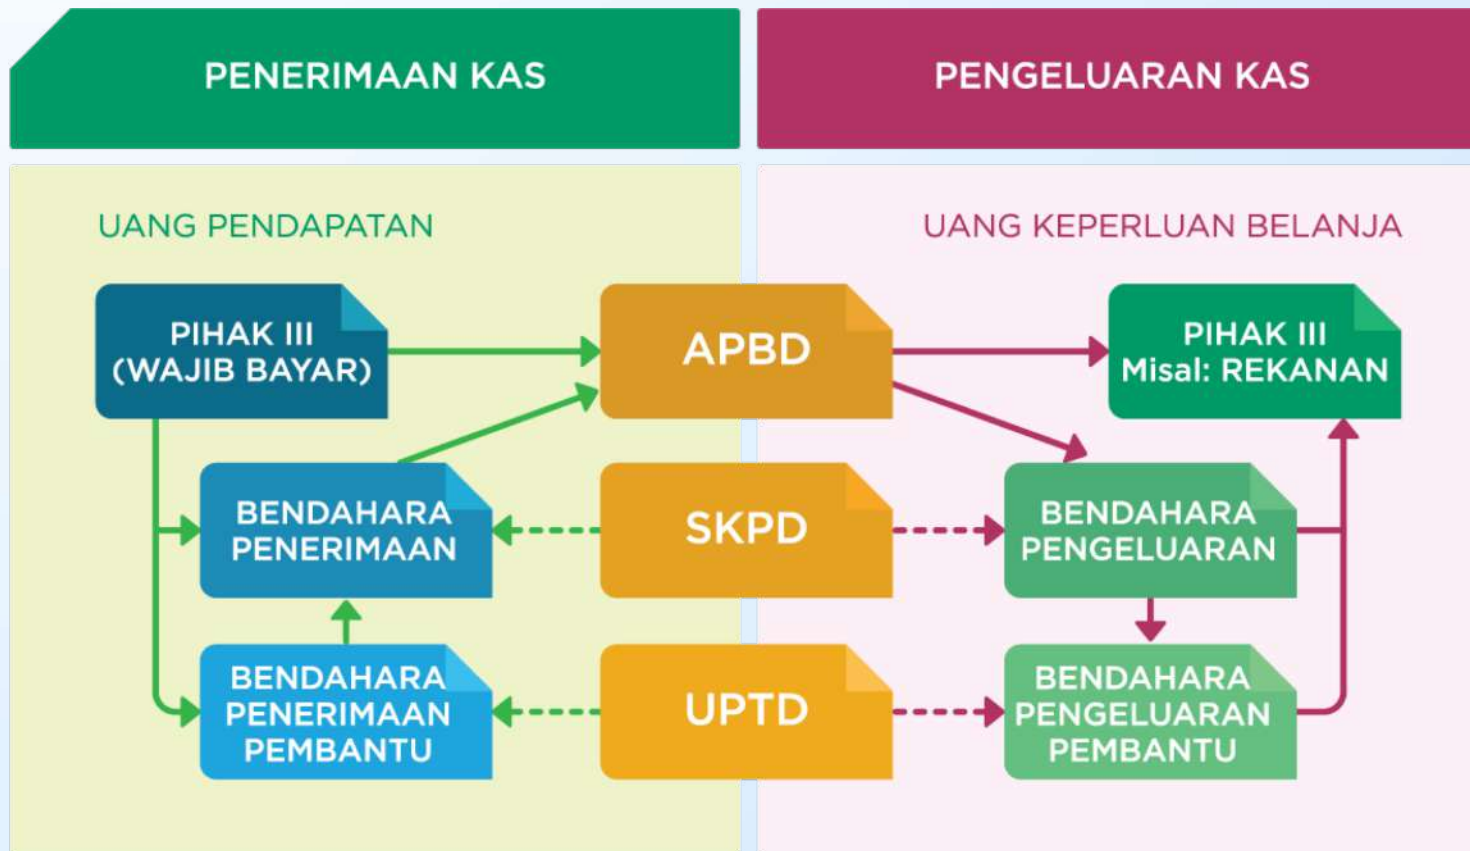 PENERIMAAN KAS
PENGELUARAN KAS
UANG PENDAPATAN
UANG KEPERLUAN BELANJA
PIHAK III
(WAJIB BAYAR)
APBD
PIHAK III
Misal: REKANAN
BENDAHARA
PENERIMAAN
SKPD
BENDAHARA
PENGELUARAN
BENDAHARA
PENERIMAAN
PEMBANTU
UPTD
BENDAHARA
PENGELUARAN
PEMBANTU